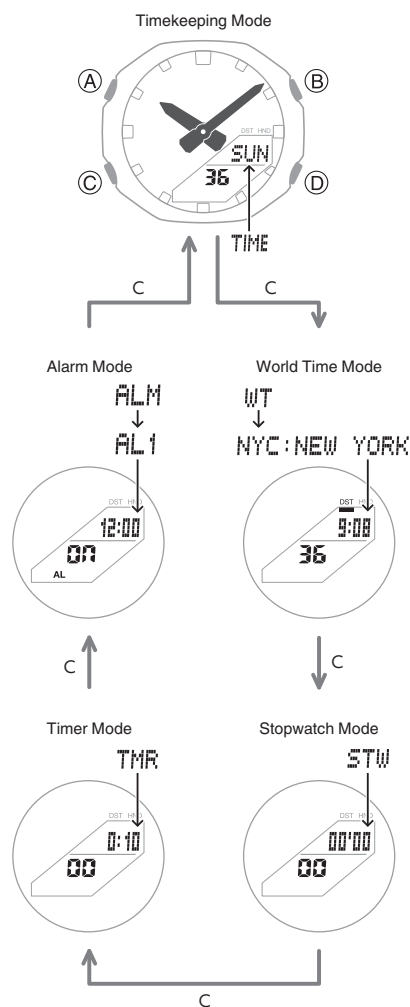 Timekeeping Mode
A
B
DST HND
SUN
36
C
D
TIME
C
C
Alarm Mode
World Time Mode
ALM
WT
AL1
NYC:NEW YORK
DST HND
12:00
ON
AL
DST HND
9:08
36
C
C
Timer Mode
Stopwatch Mode
TMR
STW
DST HND
0:10
00
DST HND
00'00
00
C